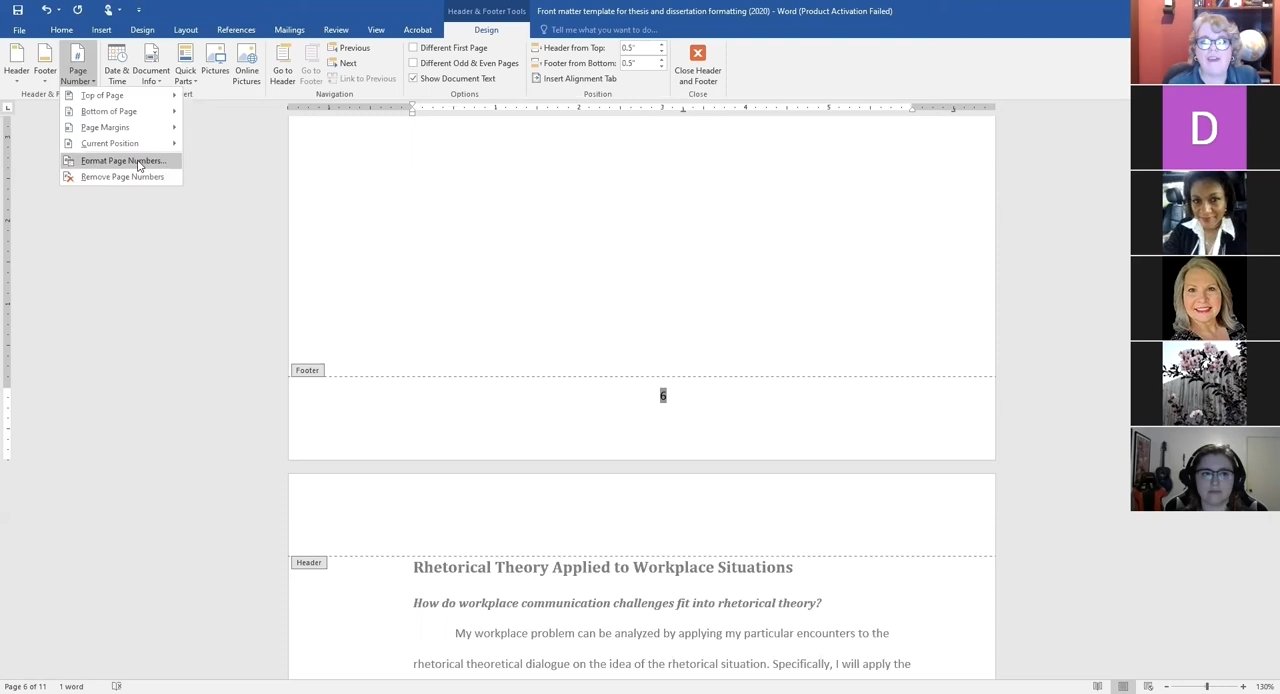 Header & Footer Tools
Front matter template for thesis and dissertation formatting (2020) - Word (Product Activation Failed)
File Home Insert Design Layout References Mailings Review View Acrobat Design Tell me what you want to do...
Header Footer Page Number Date & Time Document Info Quick Parts Pictures Online Pictures Go to Header Go to Footer
Previous
Next
Link to Previous
Different First Page
Different Odd & Even Pages
Show Document Text
Header from Top: 0.5"
Footer from Bottom: 0.5"
Insert Alignment Tab
Close Header and Footer
Header & F ert Navigation Options Position Close
Top of Page
Bottom of Page
Page Margins
Current Position
Format Page Numbers...
Remove Page Numbers
1 2 3 4 5
Footer
6
Header
Rhetorical Theory Applied to Workplace Situations
How do workplace communication challenges fit into rhetorical theory?
My workplace problem can be analyzed by applying my particular encounters to the
rhetorical theoretical dialogue on the idea of the rhetorical situation. Specifically, I will apply the
D
Page 6 of 11 1 word
130%